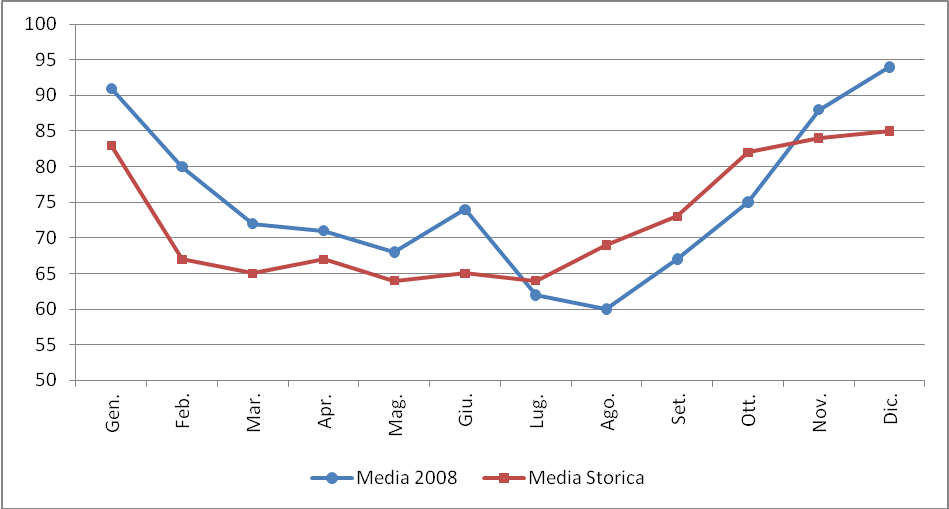 100
95
90
85
80
75
70
65
60
55
50
Gen.
Feb.
Mar.
Apr.
Mag.
Giu.
Lug.
Ago.
Set.
Ott.
Nov.
Dic.
Media 2008
Media Storica